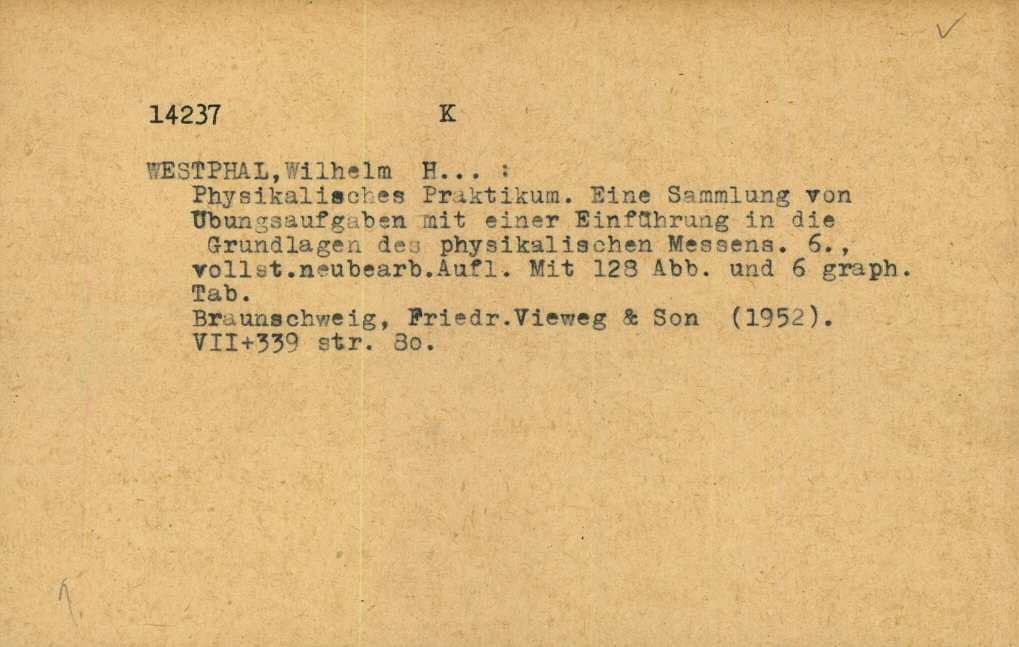 14237 K
WESTPHAL,Wilhelm H... :
Physikalisches Praktikum. Eine Sammlung von
Übungsaufgaben mit einer Einführung in die
Grundlagen des physikalischen Messens. 6.,
vollst.neubearb.Aufl. Mit 128 Abb. und 6 graph.
Tab.
Braunschweig, Friedr.Vieweg & Son (1952).
VII+339 str. 8o.